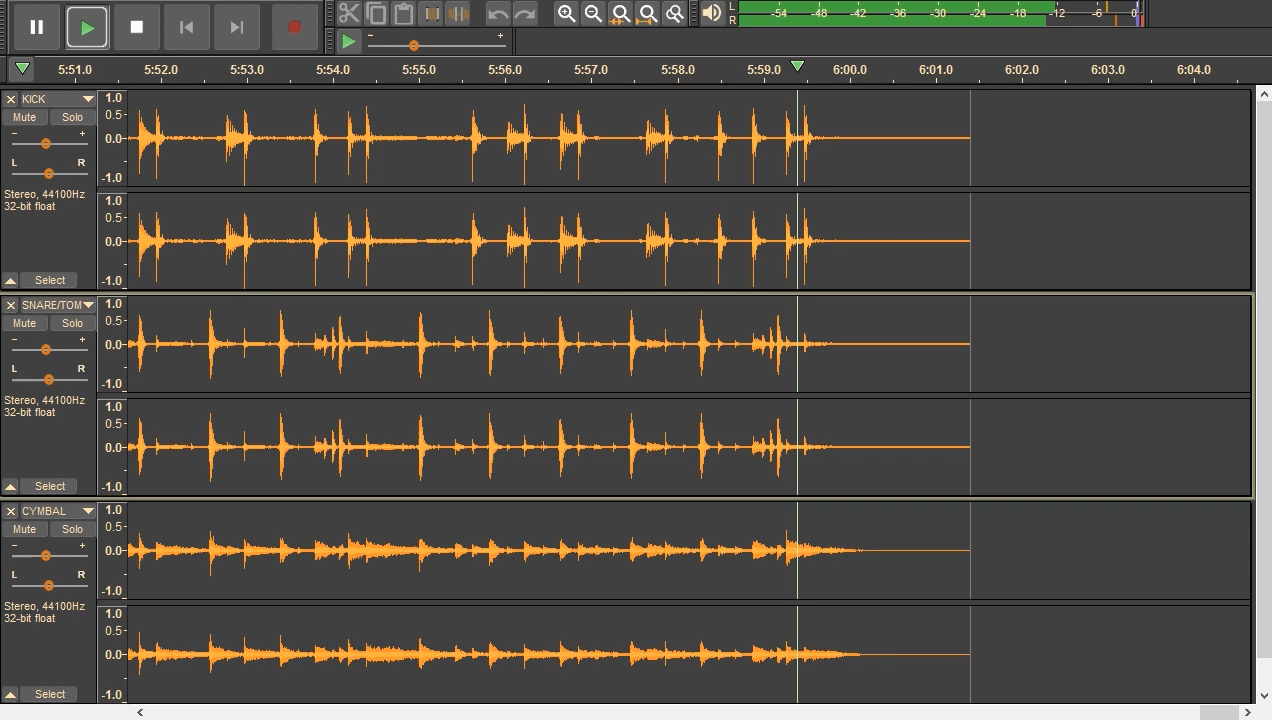 L -54 -48 -42 -36 -30 -24 -18 -12 -6 0
R
- +
5:51.0 5:52.0 5:53.0 5:54.0 5:55.0 5:56.0 5:57.0 5:58.0 5:59.0 6:00.0 6:01.0 6:02.0 6:03.0 6:04.0
KICK 1.0
Mute Solo 0.5-
- + 0.0-
L R
-1.0
Stereo, 44100Hz 1.0
32-bit float 0.5-
0.0-
Select -1.0
SNARE/TOM 1.0
Mute Solo 0.5-
- + 0.0-
L R
-1.0
Stereo, 44100Hz 1.0
32-bit float 0.5-
0.0-
Select -1.0
CYMBAL 1.0
Mute Solo 0.5-
- + 0.0-
L R
-1.0
Stereo, 44100Hz 1.0
32-bit float 0.5-
0.0-
Select -1.0